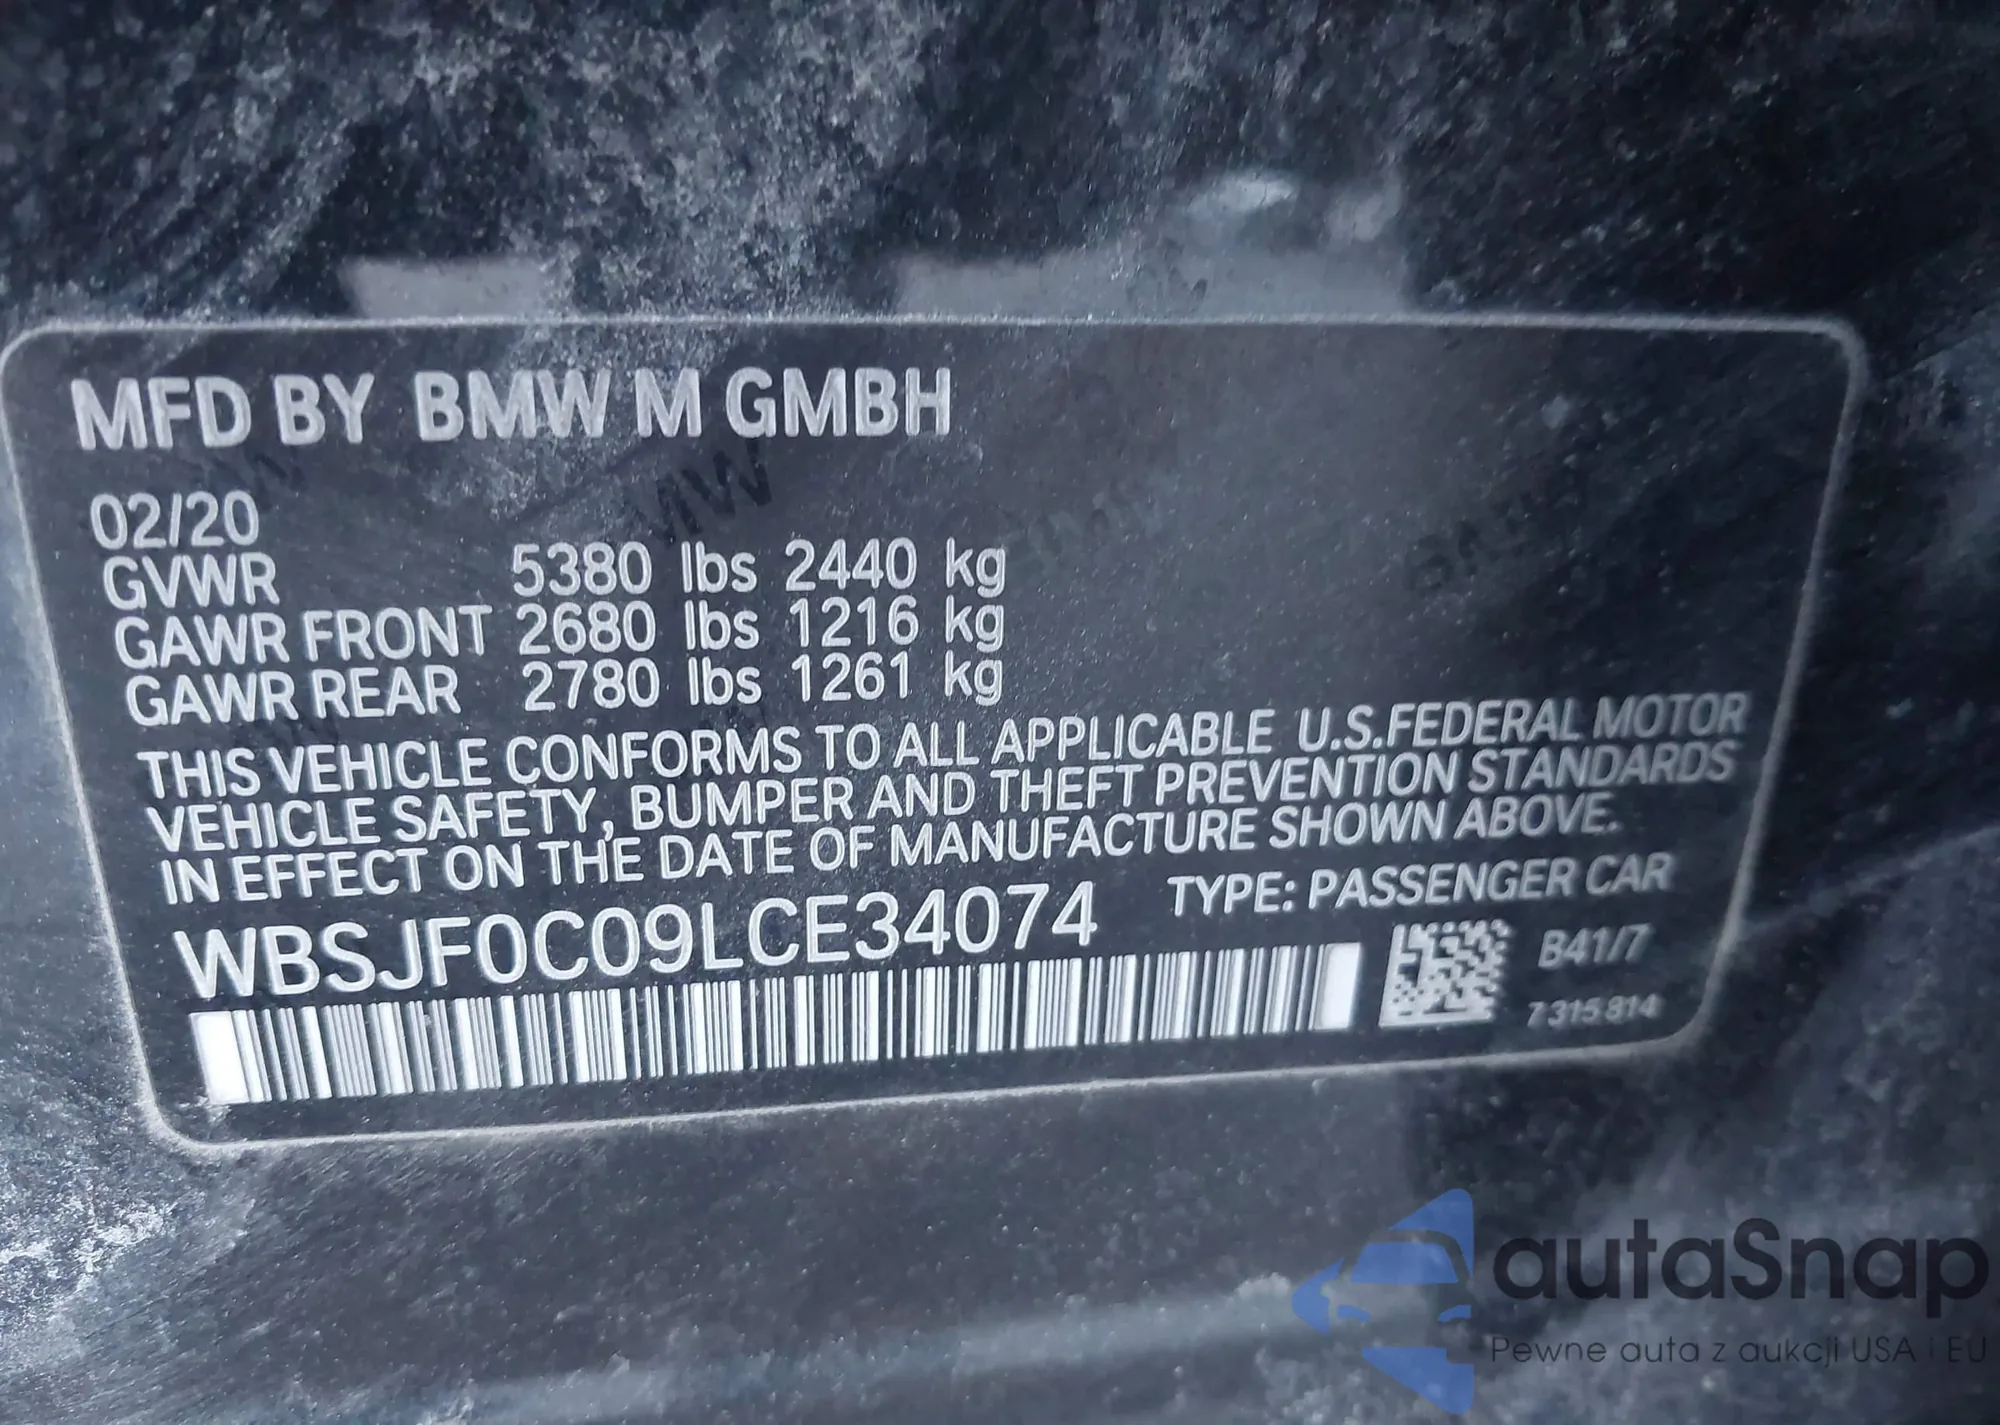 MFD BY BMW M GMBH
02/20
GVWR 5380 lbs 2440 kg
GAWR FRONT 2680 lbs 1216 kg
GAWR REAR 2780 lbs 1261 kg
THIS VEHICLE CONFORMS TO ALL APPLICABLE U.S.FEDERAL MOTOR
VEHICLE SAFETY, BUMPER AND THEFT PREVENTION STANDARDS
IN EFFECT ON THE DATE OF MANUFACTURE SHOWN ABOVE.
WBSJF0C09LCE34074 TYPE: PASSENGER CAR
B41/7
7 315 814
autaSnap
Pewne auta z aukcji USA i EU